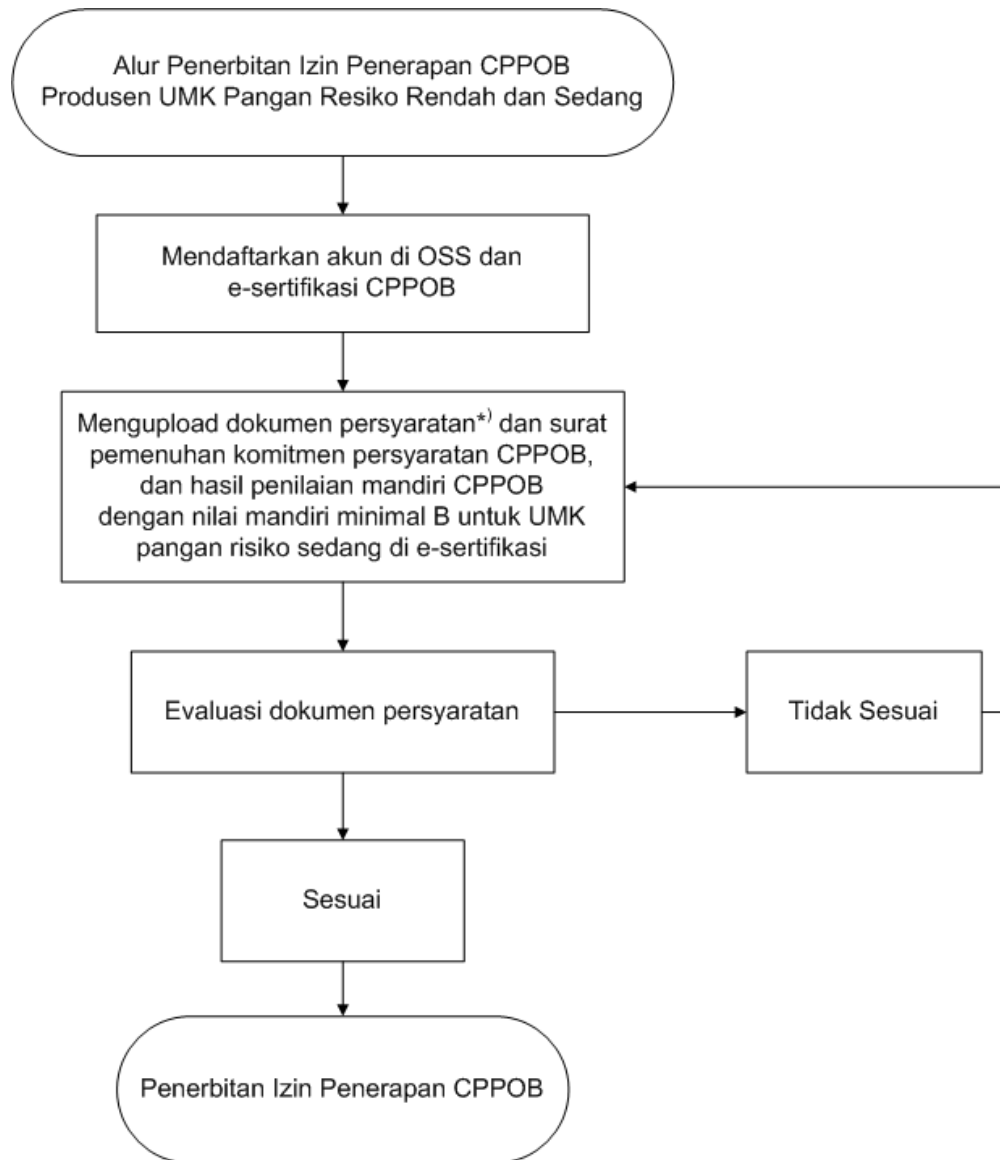 Alur Penerbitan Izin Penerapan CPPOB
Produsen UMK Pangan Resiko Rendah dan Sedang
Mendaftarkan akun di OSS dan
e-sertifikasi CPPOB
Mengupload dokumen persyaratan*) dan surat
pemenuhan komitmen persyaratan CPPOB,
dan hasil penilaian mandiri CPPOB
dengan nilai mandiri minimal B untuk UMK
pangan risiko sedang di e-sertifikasi
Evaluasi dokumen persyaratan
Tidak Sesuai
Sesuai
Penerbitan Izin Penerapan CPPOB